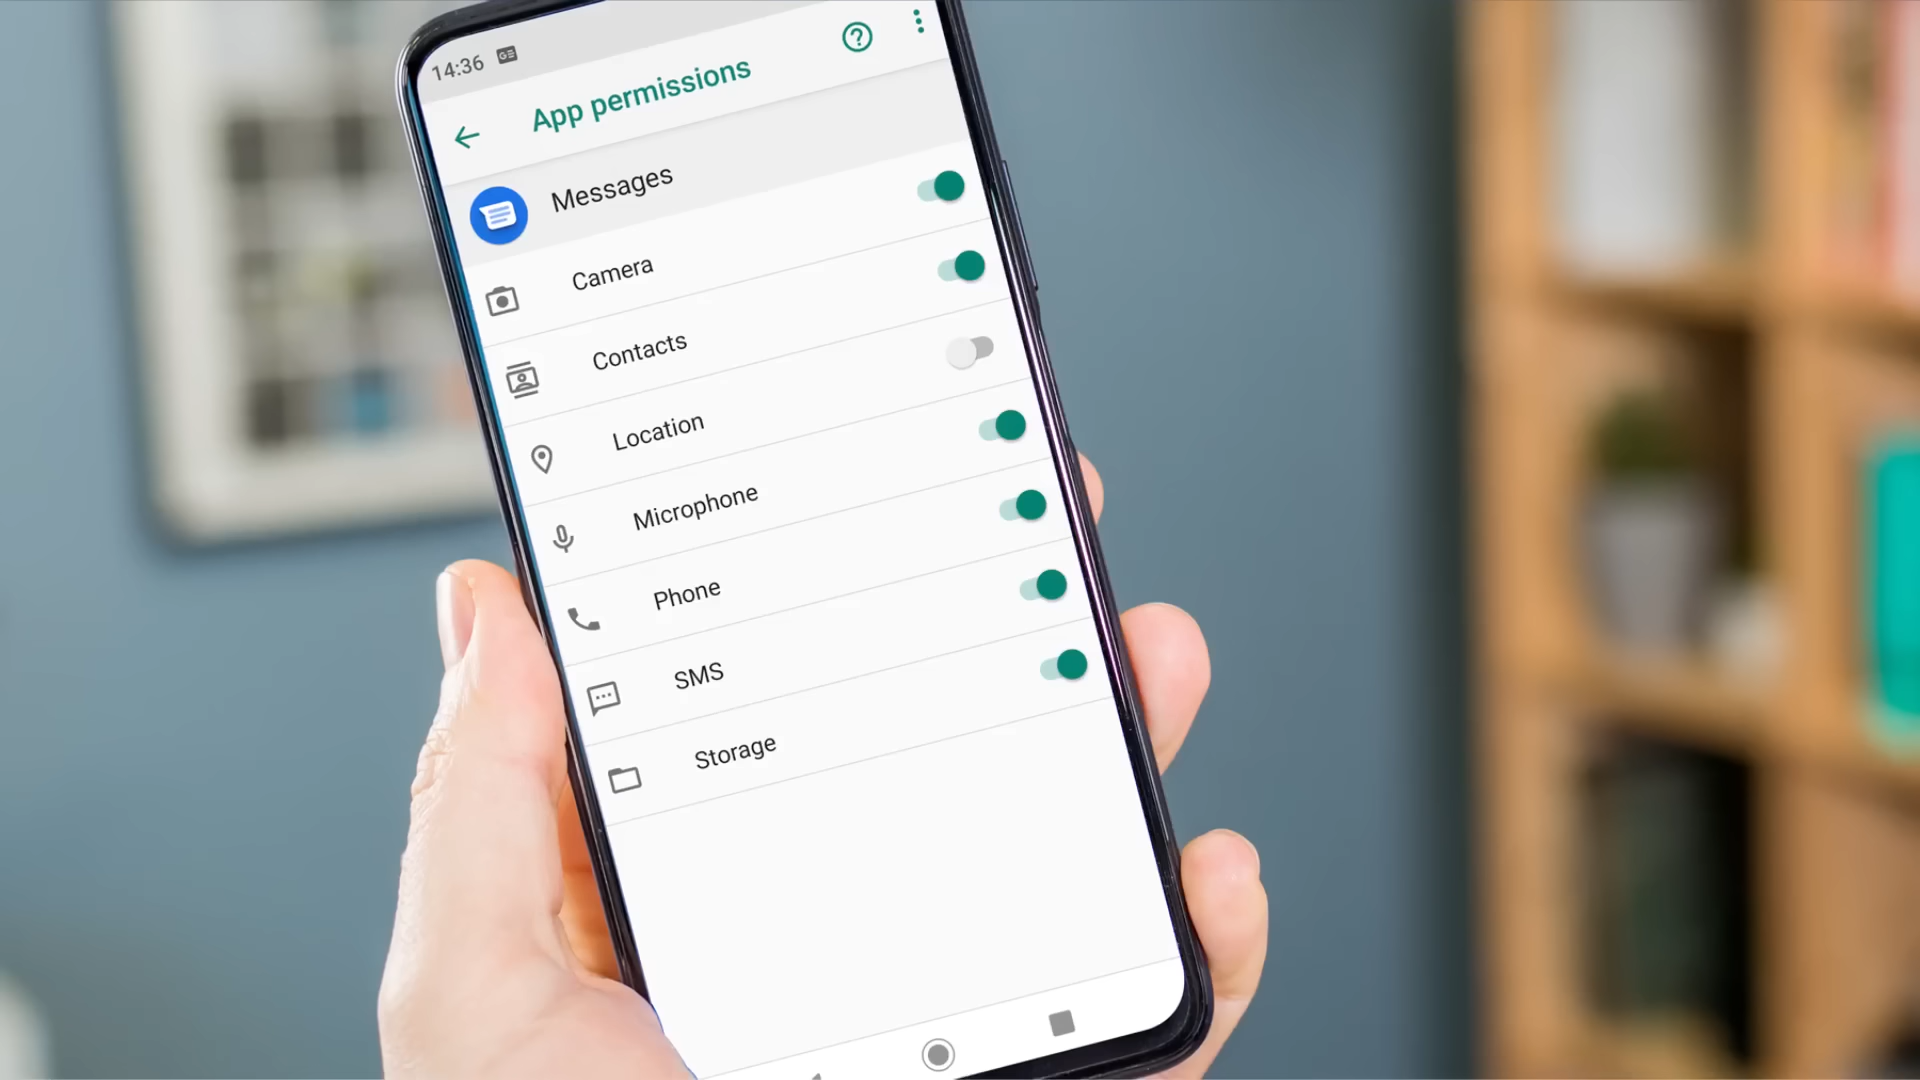 14:36
App permissions
Messages
Camera
Contacts
Location
Microphone
Phone
SMS
Storage